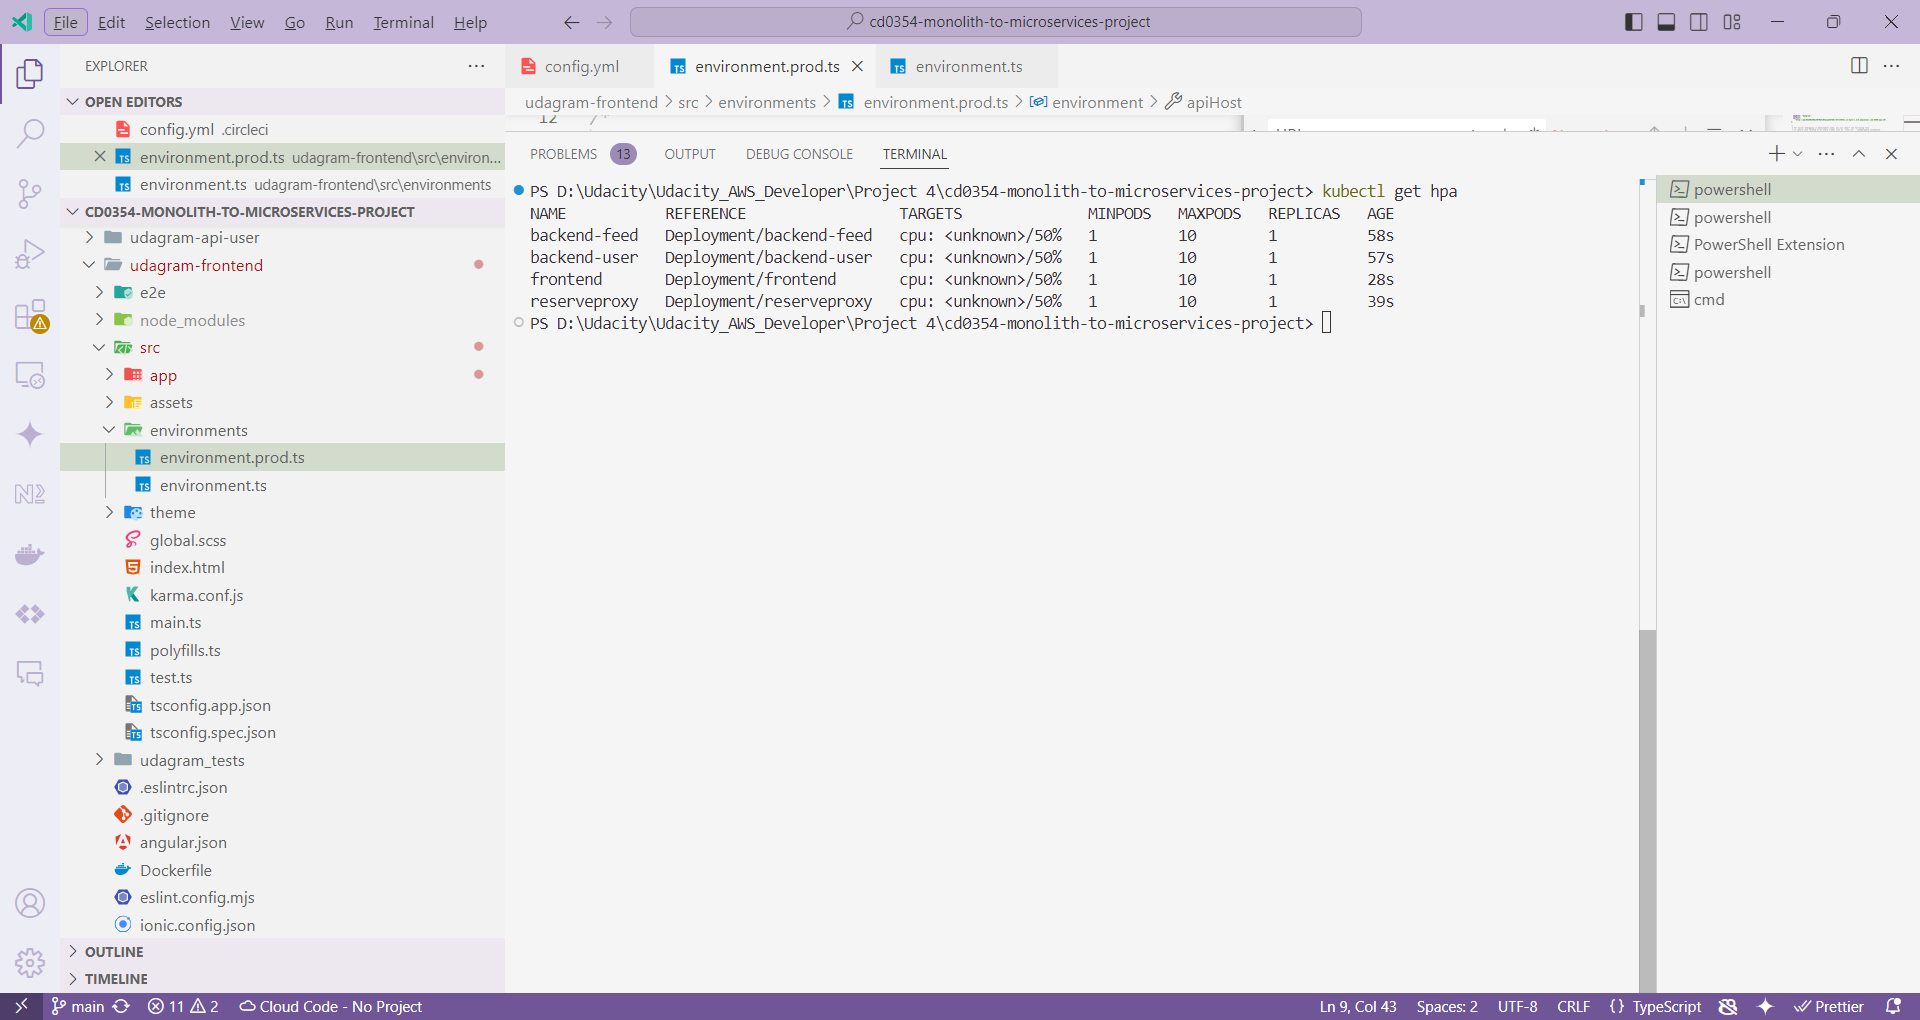 File Edit Selection View Go Run Terminal Help
cd0354-monolith-to-microservices-project
EXPLORER
OPEN EDITORS
config.yml .circleci
environment.prod.ts udagram-frontend\src\environ...
environment.ts udagram-frontend\src\environments
CD0354-MONOLITH-TO-MICROSERVICES-PROJECT
udagram-api-user
udagram-frontend
e2e
node_modules
src
app
assets
environments
environment.prod.ts
environment.ts
theme
global.scss
index.html
karma.conf.js
main.ts
polyfills.ts
test.ts
tsconfig.app.json
tsconfig.spec.json
udagram_tests
.eslintrc.json
.gitignore
angular.json
Dockerfile
eslint.config.mjs
ionic.config.json
OUTLINE
TIMELINE
config.yml
environment.prod.ts
environment.ts
udagram-frontend > src > environments > environment.prod.ts > environment > apiHost
12 /*
PROBLEMS 13 OUTPUT DEBUG CONSOLE TERMINAL
PS D:\Udacity\Udacity_AWS_Developer\Project 4\cd0354-monolith-to-microservices-project> kubectl get hpa
NAME REFERENCE TARGETS MINPODS MAXPODS REPLICAS AGE
backend-feed Deployment/backend-feed cpu: <unknown>/50% 1 10 1 58s
backend-user Deployment/backend-user cpu: <unknown>/50% 1 10 1 57s
frontend Deployment/frontend cpu: <unknown>/50% 1 10 1 28s
reserveproxy Deployment/reserveproxy cpu: <unknown>/50% 1 10 1 39s
PS D:\Udacity\Udacity_AWS_Developer\Project 4\cd0354-monolith-to-microservices-project>
powershell
powershell
PowerShell Extension
powershell
cmd
main 11 2 Cloud Code - No Project
Ln 9, Col 43 Spaces: 2 UTF-8 CRLF {} TypeScript Prettier